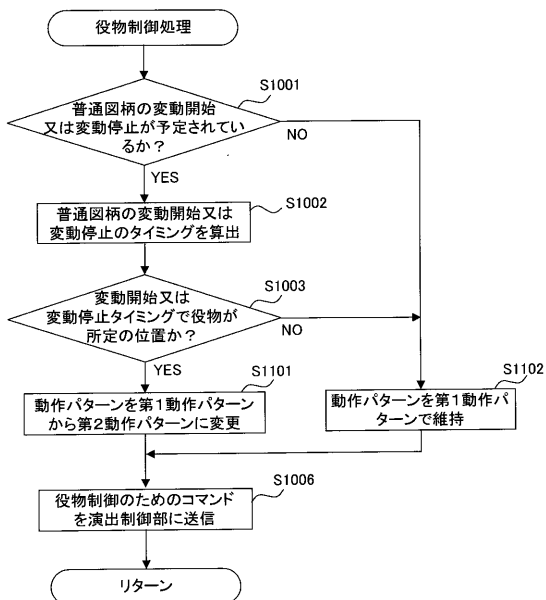 役物制御処理
S1001
普通図柄の変動開始
又は変動停止が予定されてい
るか？
NO
YES
S1002
普通図柄の変動開始又は
変動停止のタイミングを算出
S1003
変動開始又は
変動停止タイミングで役物が
所定の位置か？
NO
YES
S1101
動作パターンを第1動作パターン
から第2動作パターンに変更
S1102
動作パターンを第1動作パ
ターンで維持
S1006
役物制御のためのコマンド
を演出制御部に送信
リターン